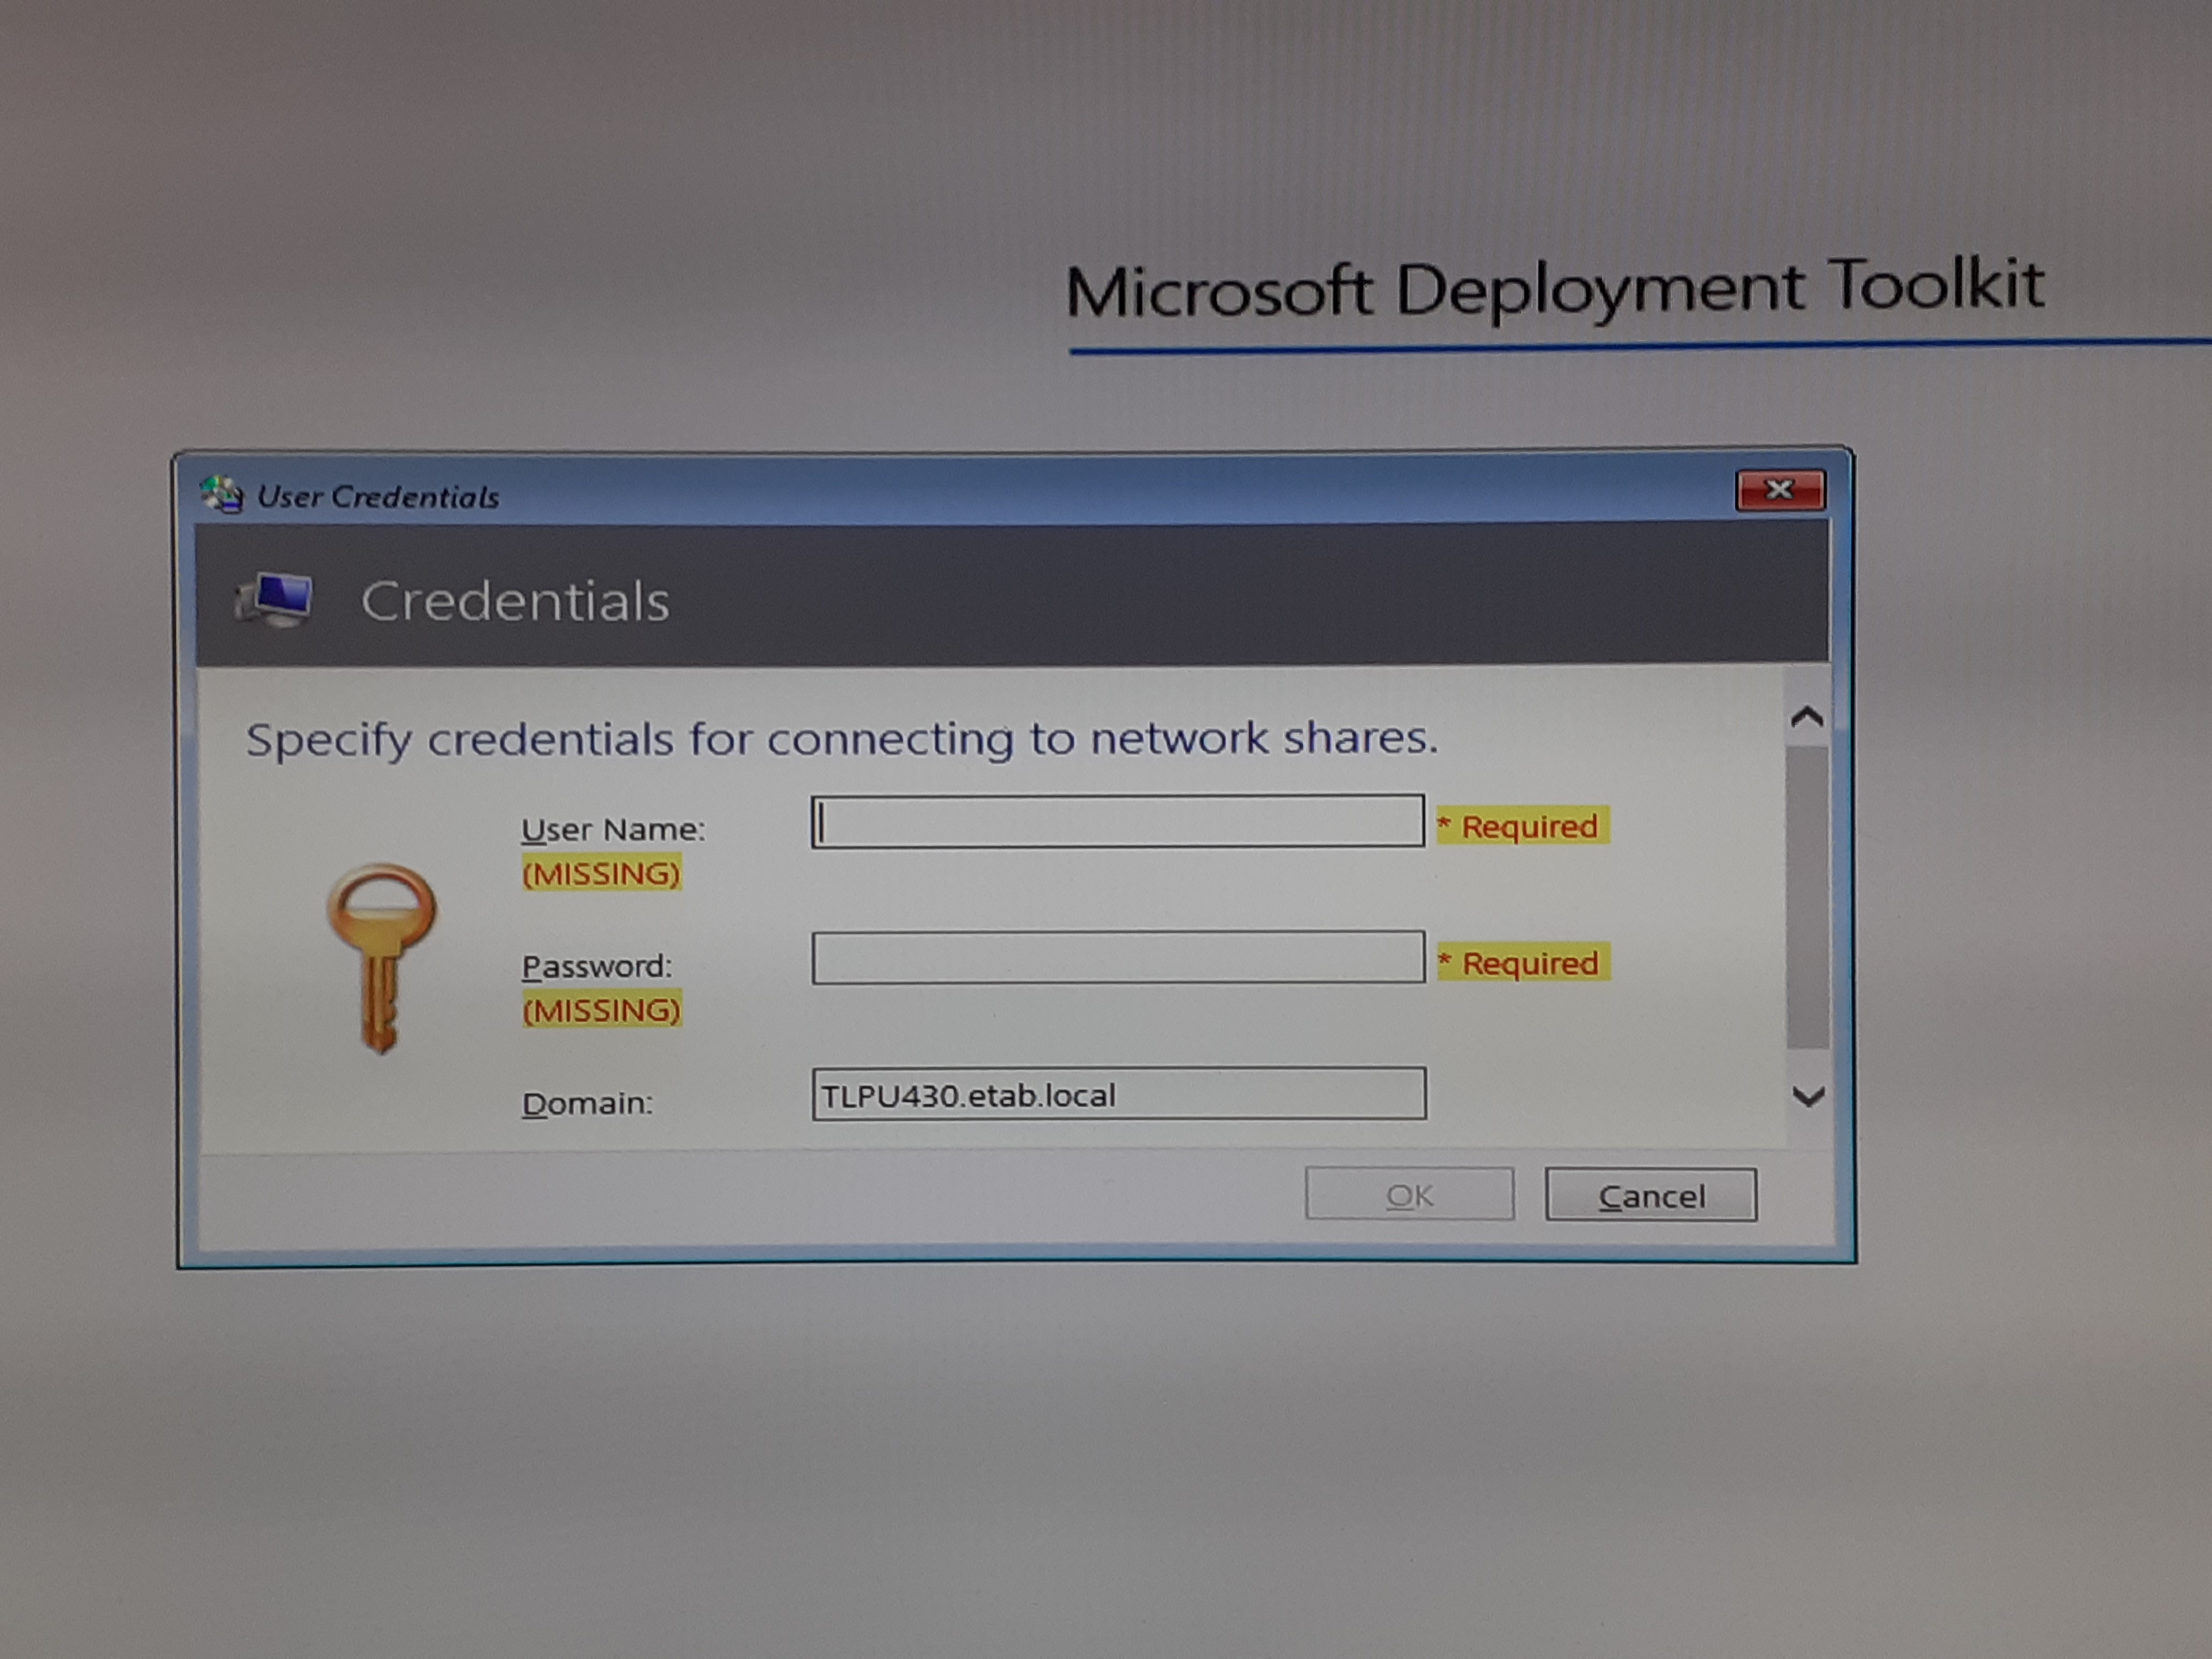 Microsoft Deployment Toolkit
User Credentials
Credentials
Specify credentials for connecting to network shares.
User Name:
* Required
(MISSING)
Password:
* Required
(MISSING)
Domain:
TLPU430.etab.local
OK
Cancel